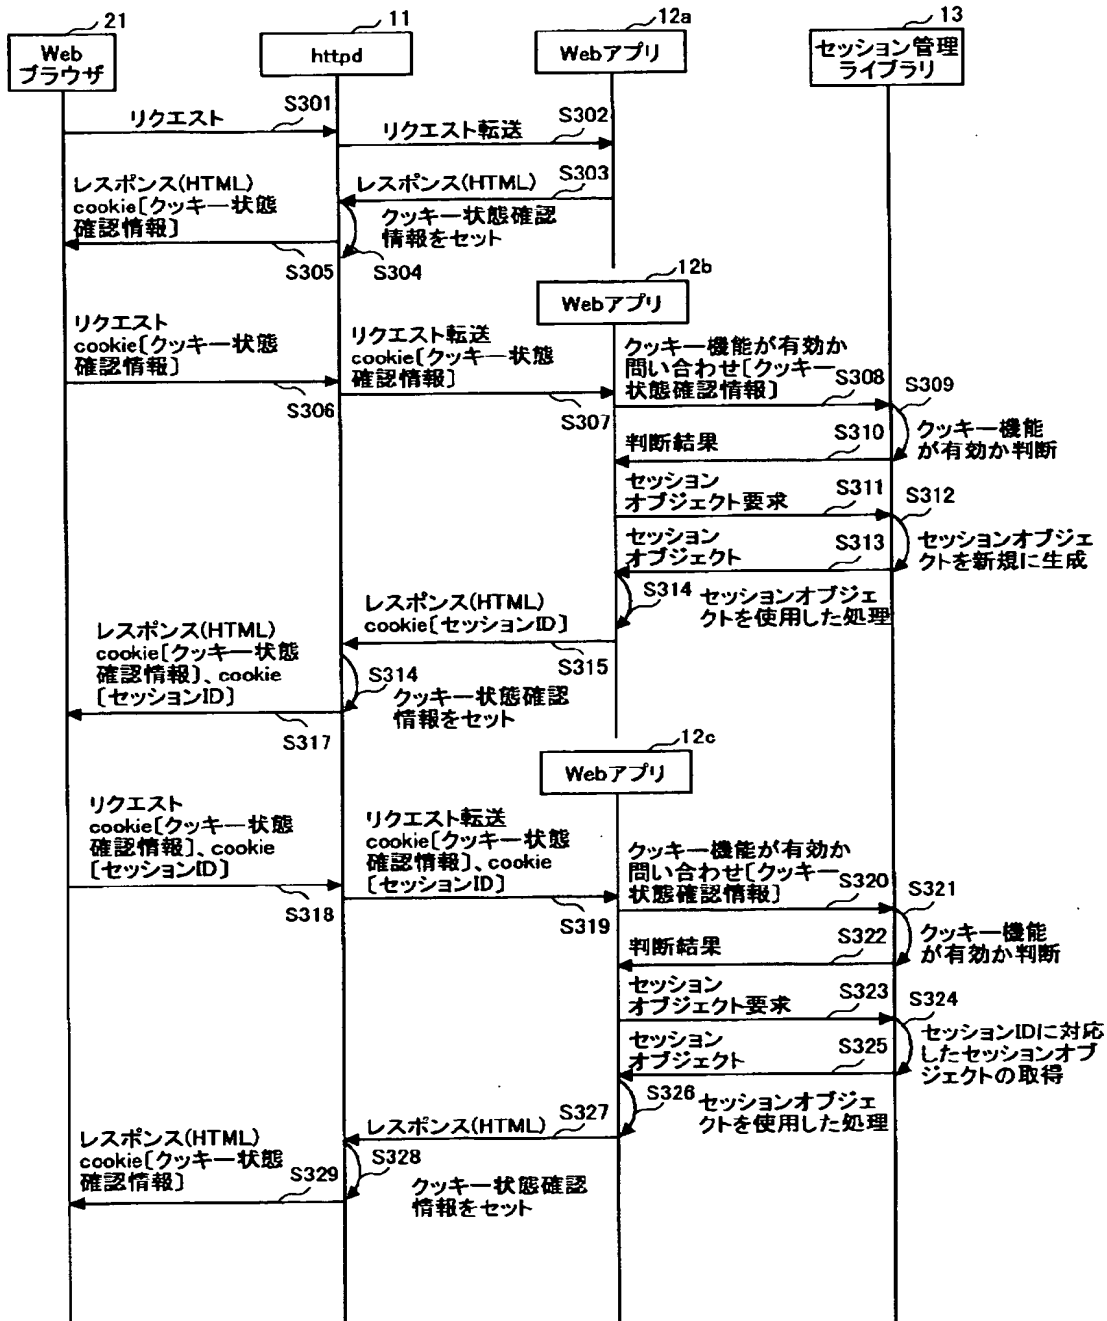 21
11
12a
13
Web
ブラウザ
httpd
Webアプリ
セッション管理
ライブラリ
S301
リクエスト
S302
リクエスト転送
S303
レスポンス(HTML)
レスポンス(HTML)
cookie[クッキー状態
確認情報]
クッキー状態確認
情報をセット
S305
S304
12b
Webアプリ
リクエスト
cookie[クッキー状態
確認情報]
S306
リクエスト転送
cookie[クッキー状態
確認情報]
S307
クッキー機能が有効か
問い合わせ[クッキー
状態確認情報]
S308
S309
クッキー機能
が有効か判断
S310
判断結果
セッション
オブジェクト要求
S311
S312
セッションオブジェ
クトを新規に生成
セッション
オブジェクト
S313
S314
セッションオブジェ
クトを使用した処理
レスポンス(HTML)
cookie[セッションID]
S315
レスポンス(HTML)
cookie[クッキー状態
確認情報]、cookie
[セッションID]
S314
クッキー状態確認
情報をセット
S317
12c
Webアプリ
リクエスト
cookie[クッキー状態
確認情報]、cookie
[セッションID]
S318
リクエスト転送
cookie[クッキー状態
確認情報]、cookie
[セッションID]
S319
クッキー機能が有効か
問い合わせ[クッキー
状態確認情報]
S320
S321
クッキー機能
が有効か判断
S322
判断結果
セッション
オブジェクト要求
S323
S324
セッションIDに対応
したセッションオブ
ジェクトの取得
セッション
オブジェクト
S325
S326
セッションオブジェ
クトを使用した処理
S327
レスポンス(HTML)
S328
クッキー状態確認
情報をセット
レスポンス(HTML)
cookie[クッキー状態
確認情報]
S329